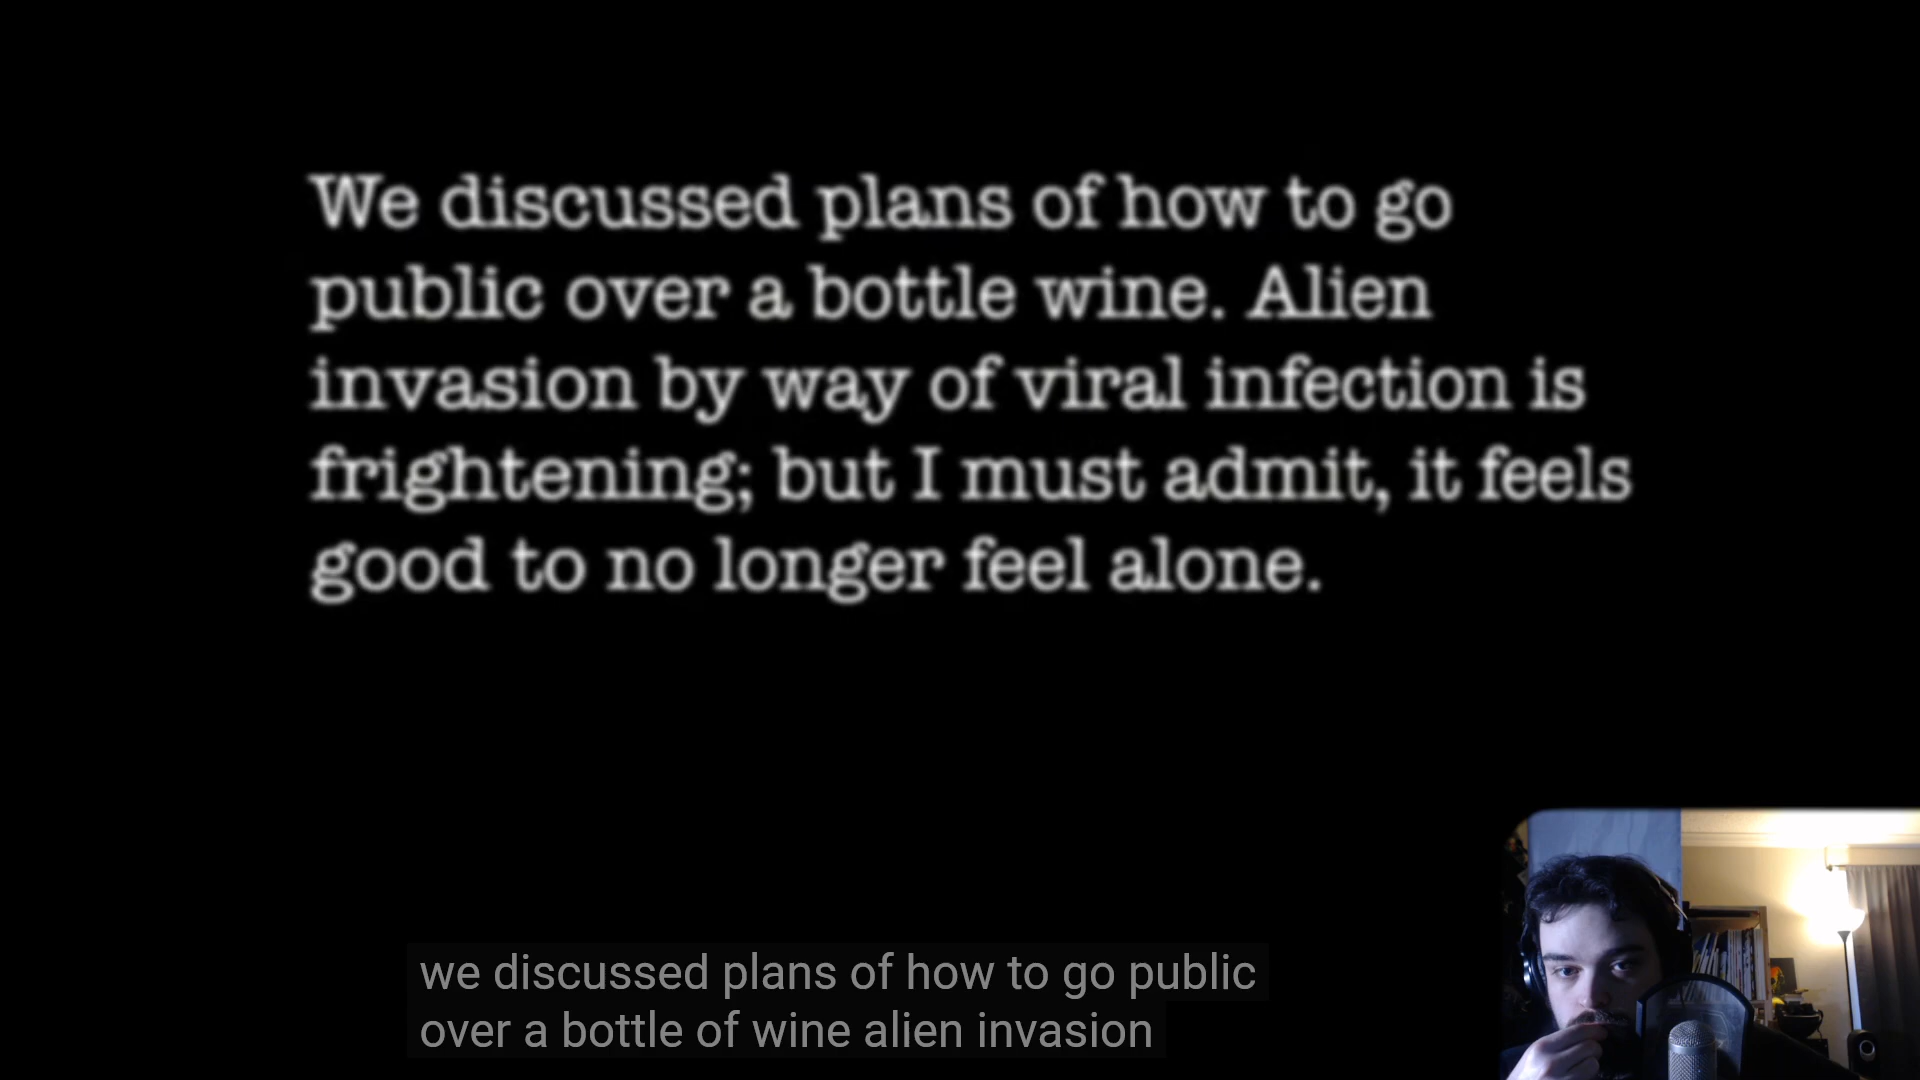 We discussed plans of how to go
public over a bottle wine. Alien
invasion by way of viral infection is
frightening; but I must admit, it feels
good to no longer feel alone.
we discussed plans of how to go public
over a bottle of wine alien invasion